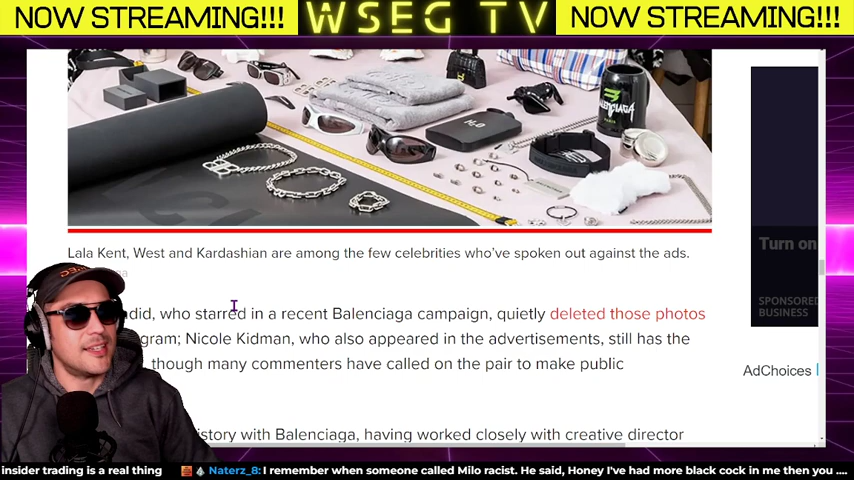 NOW STREAMING!!! WSEG TV NOW STREAMING!!!
BALENCIAGA
H₂O
Turn on
Lala Kent, West and Kardashian are among the few celebrities who've spoken out against the ads.
SPONSORED
BUSINESS
did, who starred in a recent Balenciaga campaign, quietly deleted those photos
gram; Nicole Kidman, who also appeared in the advertisements, still has the
, though many commenters have called on the pair to make public
AdChoices
istory with Balenciaga, having worked closely with creative director
insider trading is a real thing Naterz_8: I remember when someone called Milo racist. He said, Honey I've had more black cock in me then you ....